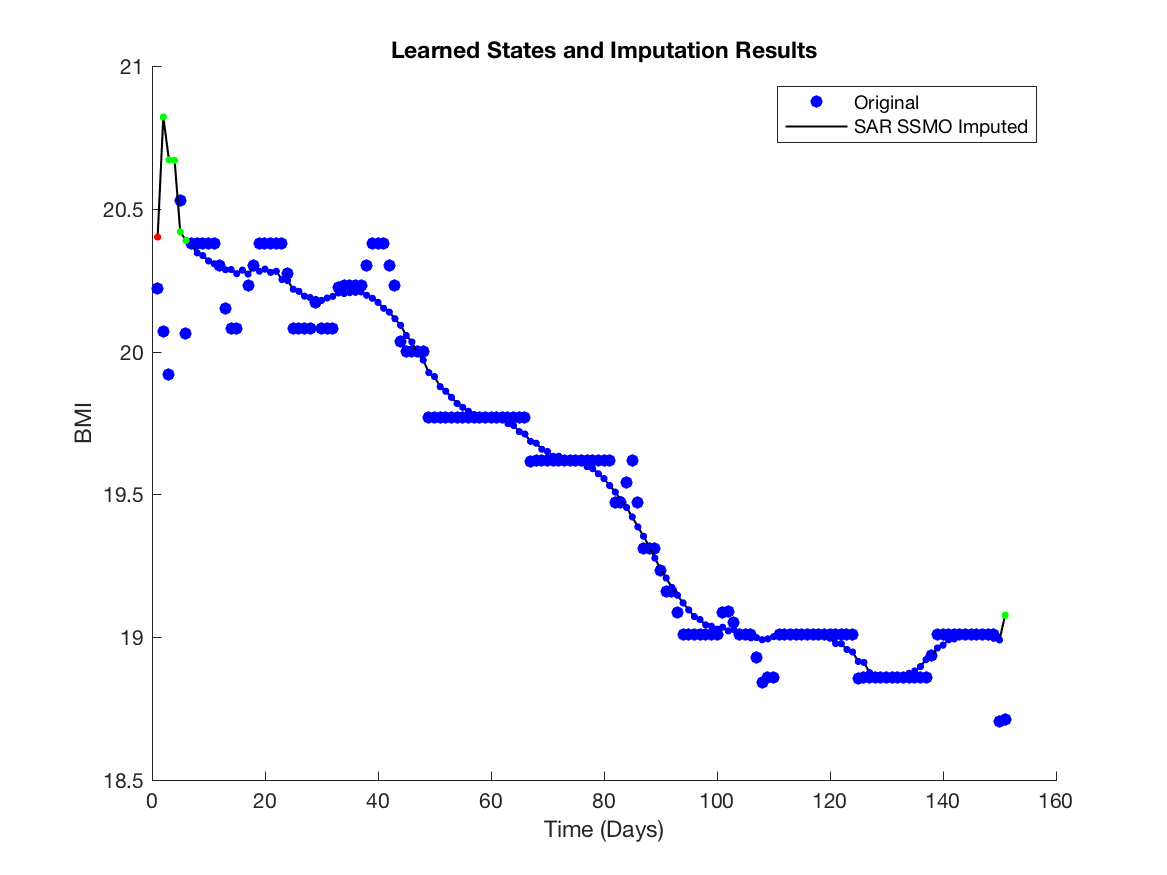 Learned States and Imputation Results
Original
SAR SSMO Imputed
BMI
21
20.5
20
19.5
19
18.5
0 20 40 60 80 100 120 140 160
Time (Days)